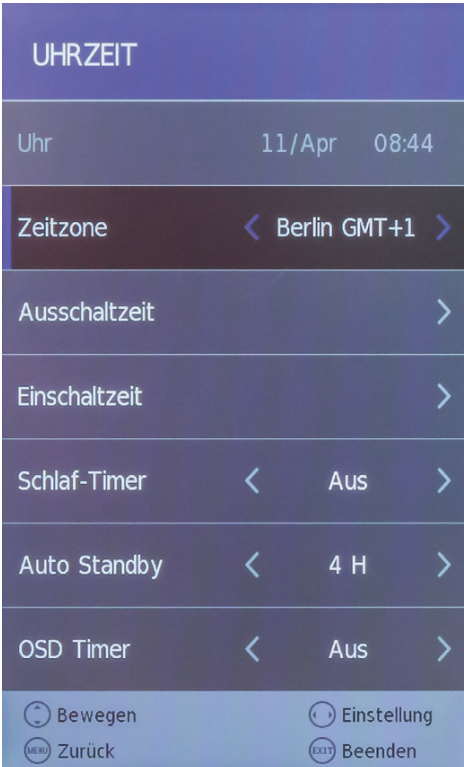 UHRZEIT
Uhr 11/Apr 08:44
Zeitzone Berlin GMT+1
Ausschaltzeit
Einschaltzeit
Schlaf-Timer Aus
Auto Standby 4 H
OSD Timer Aus
Bewegen Einstellung
MENU Zurück EXIT Beenden